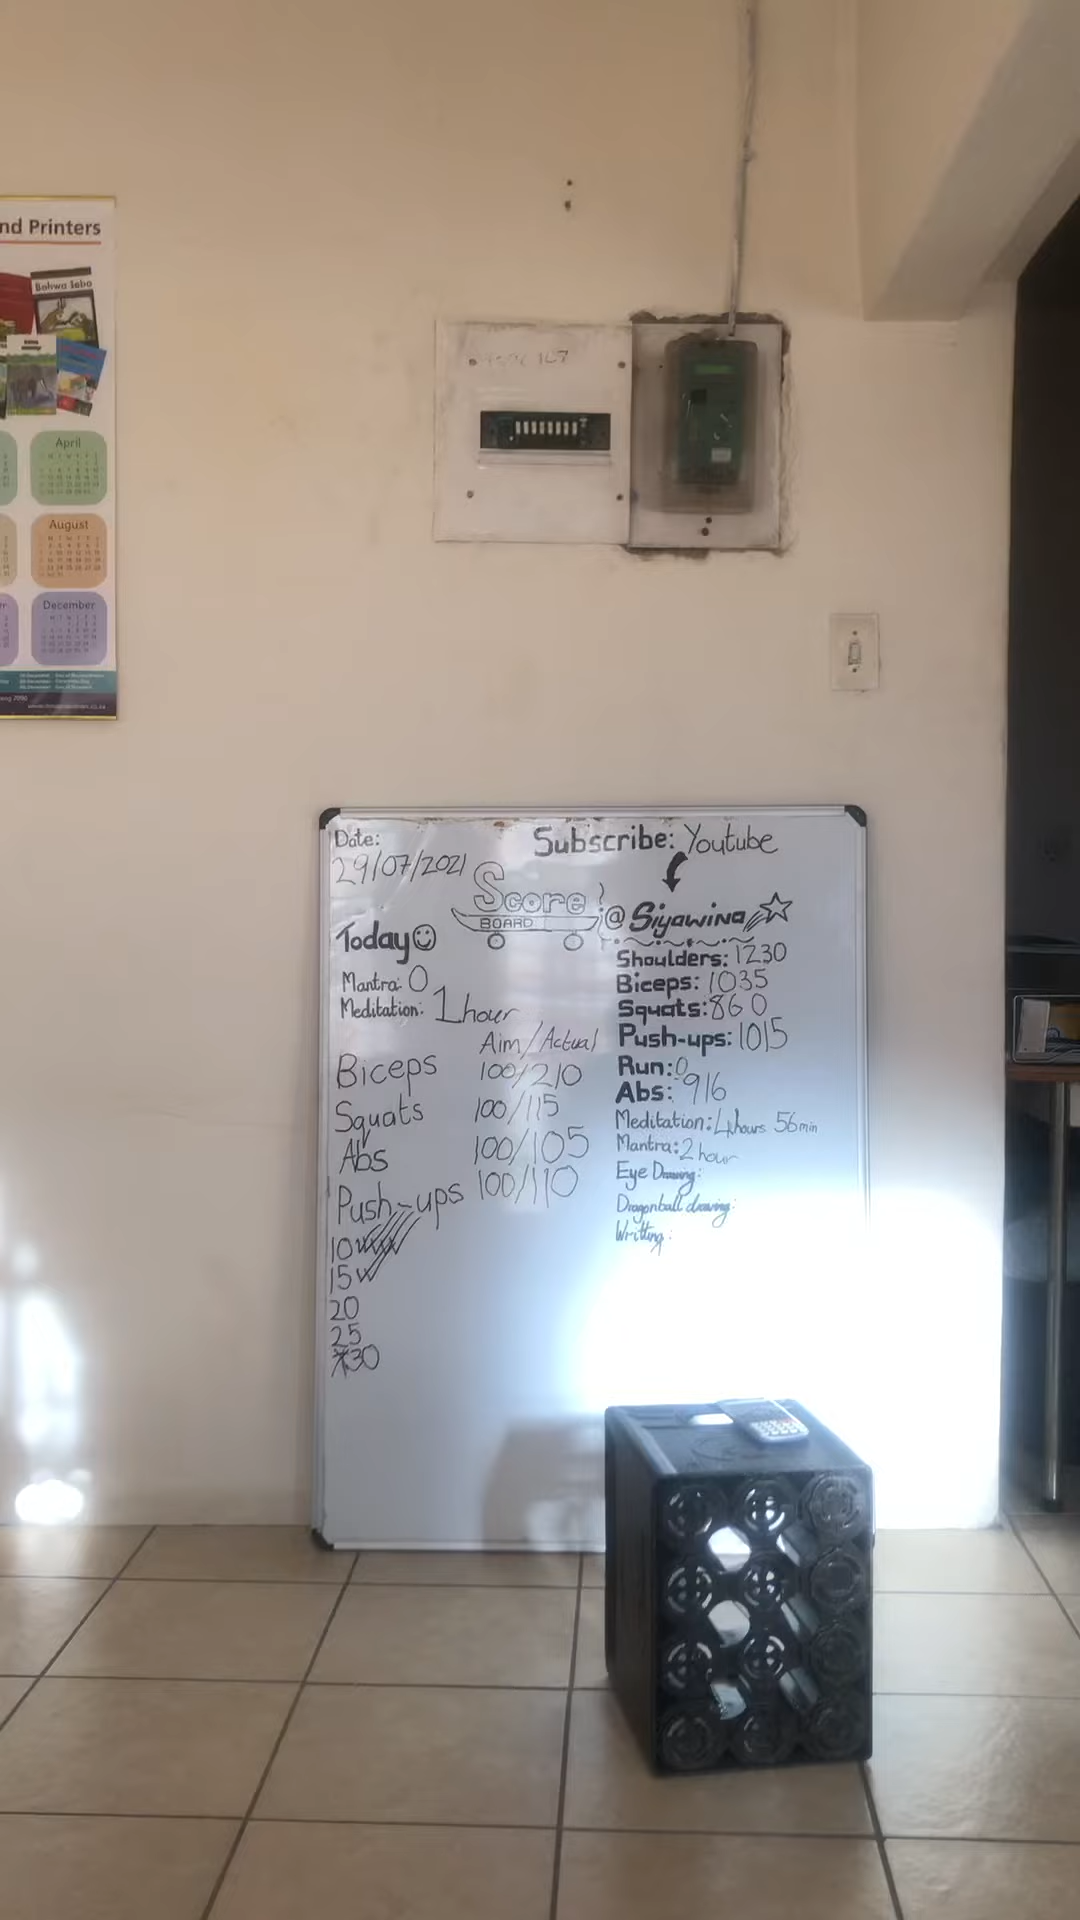 nd Printers
Bohwa Sebo
April
August
December
Date:
29/07/2021
Subscribe: Youtube
Score
BOARD
@ Siyawina
Today
Mantra: 0
Meditation: 1 hour
Aim/Actual
Biceps 100/210
Squats 100/115
Abs 100/105
Push-ups 100/110
10
15
20
25
30
Shoulders: 1230
Biceps: 1035
Squats: 860
Push-ups: 1015
Run: 0
Abs: 916
Meditation: 4 hours 56min
Mantra: 2 hour
Eye Drawing:
Dragonball drawing:
Writting: